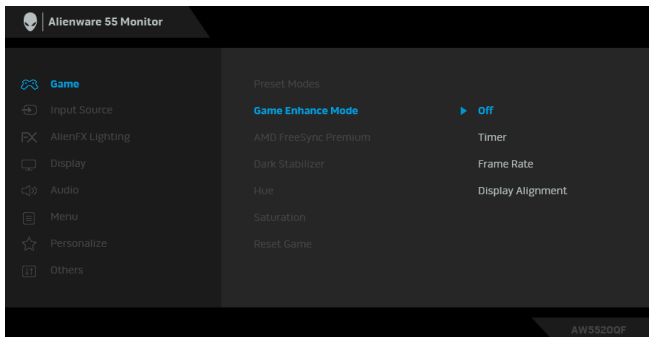 Alienware 55 Monitor
Game
Input Source
AlienFX Lighting
Display
Audio
Menu
Personalize
Others
Preset Modes
Game Enhance Mode
AMD FreeSync Premium
Dark Stabilizer
Hue
Saturation
Reset Game
Off
Timer
Frame Rate
Display Alignment
AW5520QF